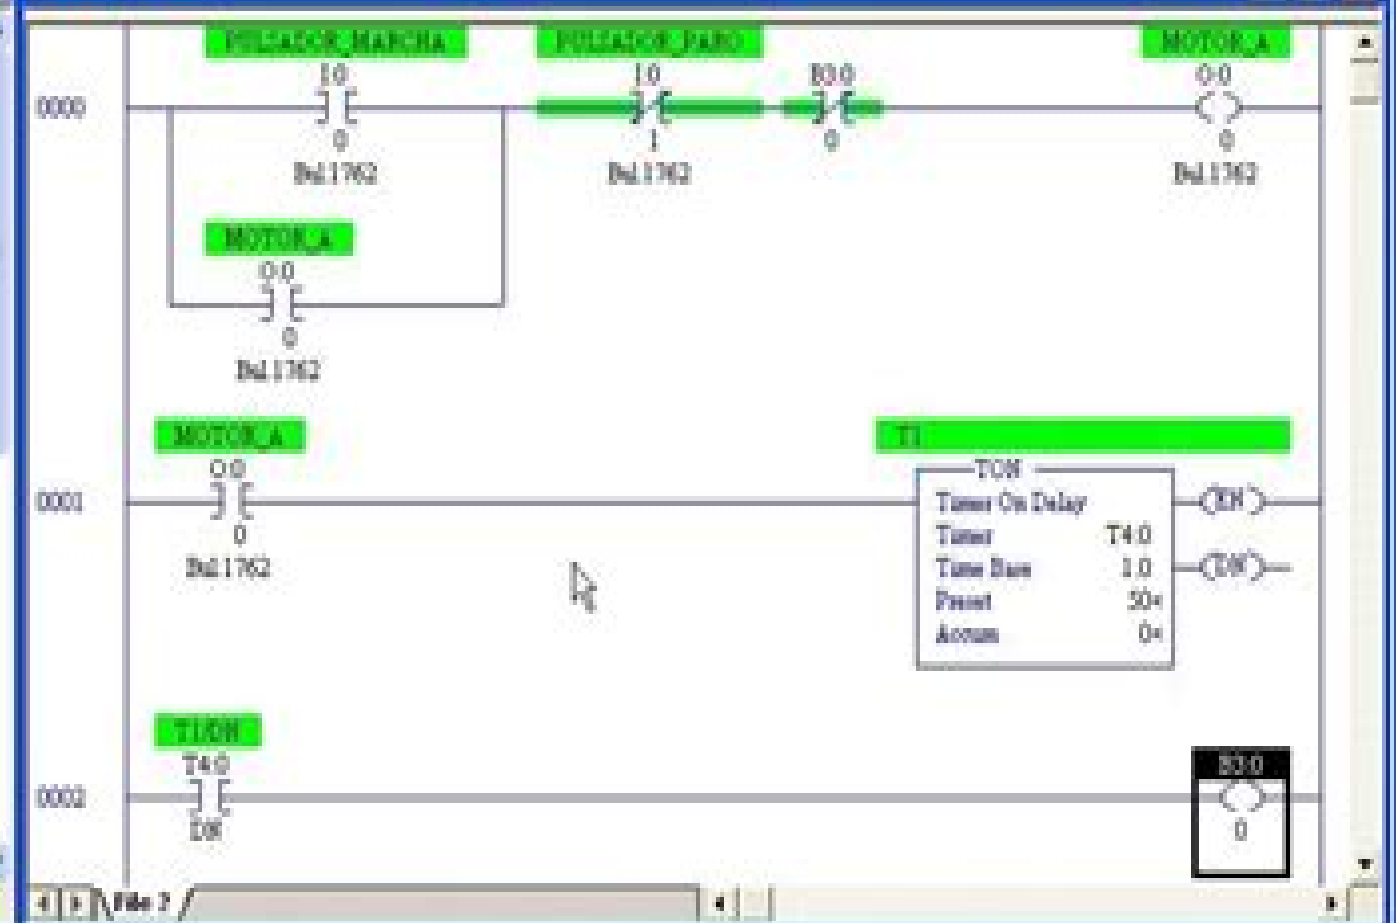 PULSADOR_MARCHA
PULSADOR_PARO
MOTOR_A
I:0
I:0
B3:0
O:0
0000
0
1
0
0
Bul.1762
Bul.1762
Bul.1762
MOTOR_A
O:0
0
Bul.1762
MOTOR_A
T1
O:0
TON
0001
Timer On Delay
EN
0
Timer T4:0
Bul.1762
Time Base 1.0
DN
Preset 50<
Accum 0<
T1/DN
T4:0
B3:0
0002
DN
0
File 2